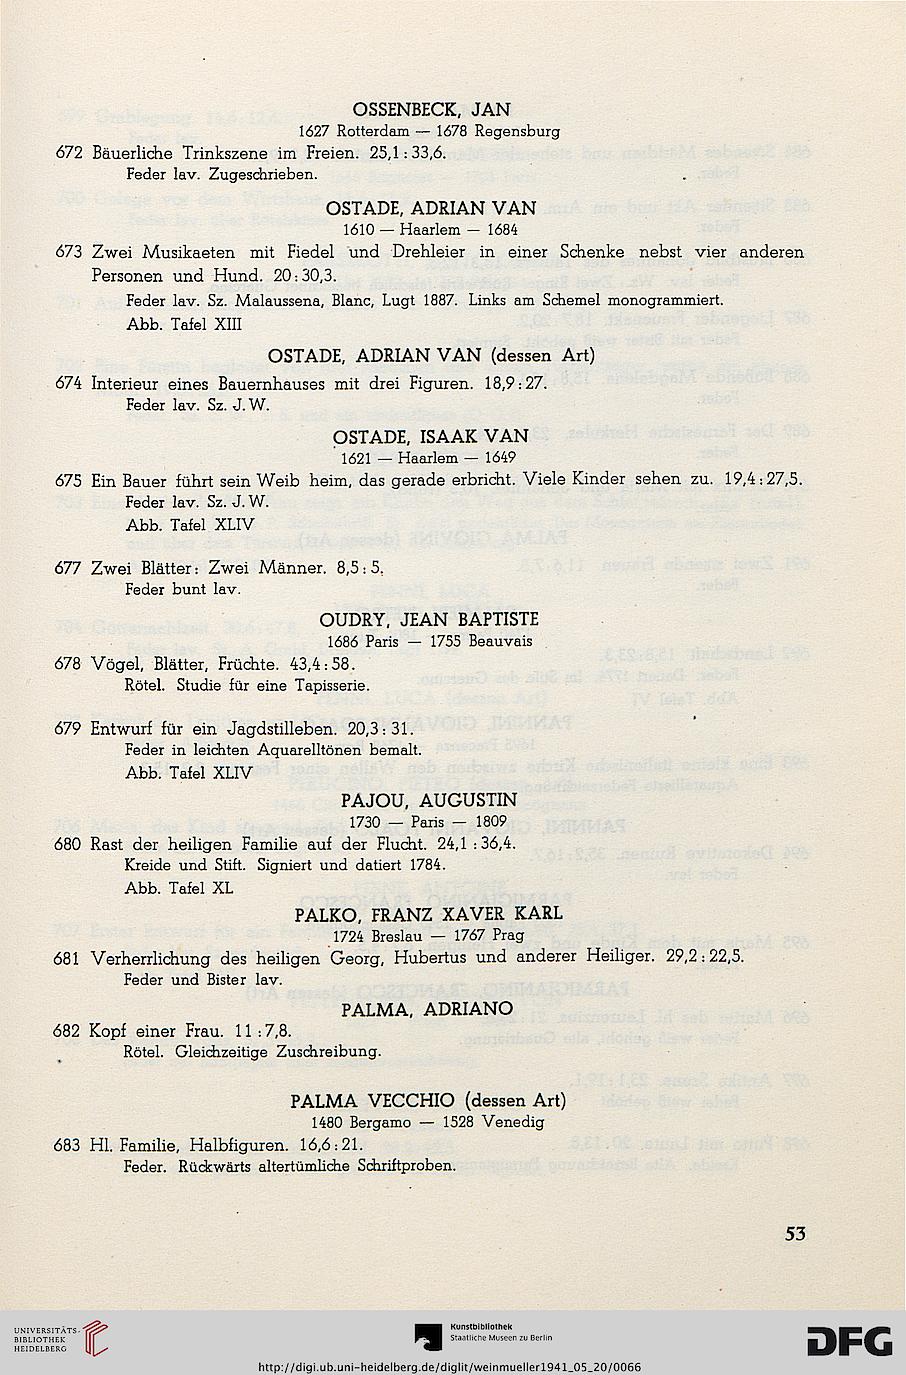 OSSENBECK, JAN
1627 Rotterdam — 1678 Regensburg
672 Bäuerliche Trinkszene im Freien. 25,1 : 33,6.
Feder lav. Zugeschrieben.
OSTADE, ADRIAN VAN
1610 — Haarlem — 1684
673 Zwei Musikaeten mit Fiedel und Drehleier in einer Schenke nebst vier anderen
Personen und Hund. 20 : 30,3.
Feder lav. Sz. Malaussena, Blanc, Lugt 1887. Links am Schemel monogrammiert.
Abb. Tafel XIII
OSTADE, ADRIAN VAN (dessen Art)
674 Interieur eines Bauernhauses mit drei Figuren. 18,9 : 27.
Feder lav. Sz. J. W.
OSTADE, ISAAK VAN
1621 — Haarlem — 1649
675 Ein Bauer führt sein Weib heim, das gerade erbricht. Viele Kinder sehen zu. 19,4 : 27,5.
Feder lav. Sz. J. W.
Abb. Tafel XLIV
677 Zwei Blätter: Zwei Männer. 8,5 : 5.
Feder bunt lav.
OUDRY, JEAN BAPTISTE
1686 Paris — 1755 Beauvais
678 Vögel, Blätter, Früchte. 43,4 : 58.
Rötel. Studie für eine Tapisserie.
679 Entwurf für ein Jagdstilleben. 20,3 : 31.
Feder in leichten Aquarelltönen bemalt.
Abb. Tafel XLIV
PAJOU, AUGUSTIN
1730 — Paris — 1809
680 Rast der heiligen Familie auf der Flucht. 24,1 : 36,4.
Kreide und Stift. Signiert und datiert 1784.
Abb. Tafel XL
PALKO, FRANZ XAVER KARL
1724 Breslau — 1767 Prag
681 Verherrlichung des heiligen Georg, Hubertus und anderer Heiliger. 29,2 : 22,5.
Feder und Bister lav.
PALMA, ADRIANO
682 Kopf einer Frau. 11 : 7,8.
Rötel. Gleichzeitige Zuschreibung.
PALMA VECCHIO (dessen Art)
1480 Bergamo — 1528 Venedig
683 Hl. Familie, Halbfiguren. 16,6 : 21.
Feder. Rückwärts altertümliche Schriftproben.
53
UNIVERSITÄTS-
BIBLIOTHEK
HEIDELBERG
Kunstbibliothek
Staatliche Museen zu Berlin
DFG
http://digi.ub.uni-heidelberg.de/diglit/weinmueller1941_05_20/0066